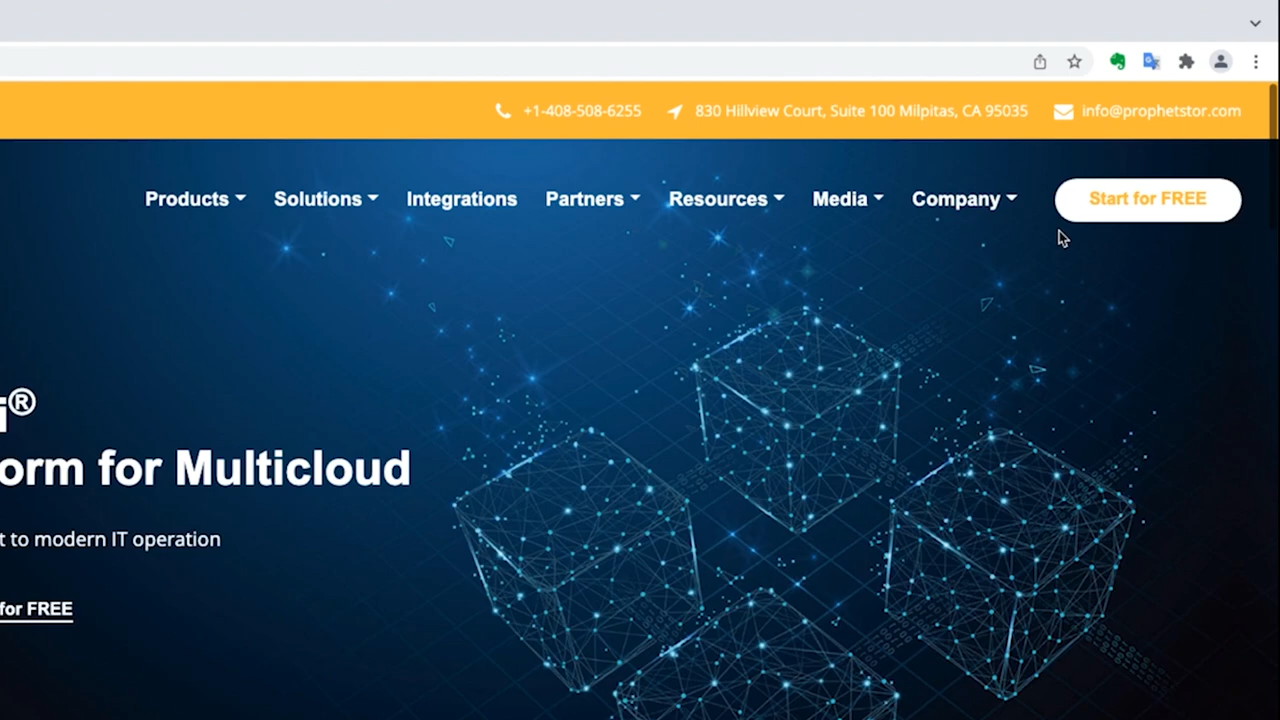 +1-408-508-6255 830 Hillview Court, Suite 100 Milpitas, CA 95035 info@prophetstor.com
Products Solutions Integrations Partners Resources Media Company Start for FREE
i®
orm for Multicloud
t to modern IT operation
for FREE